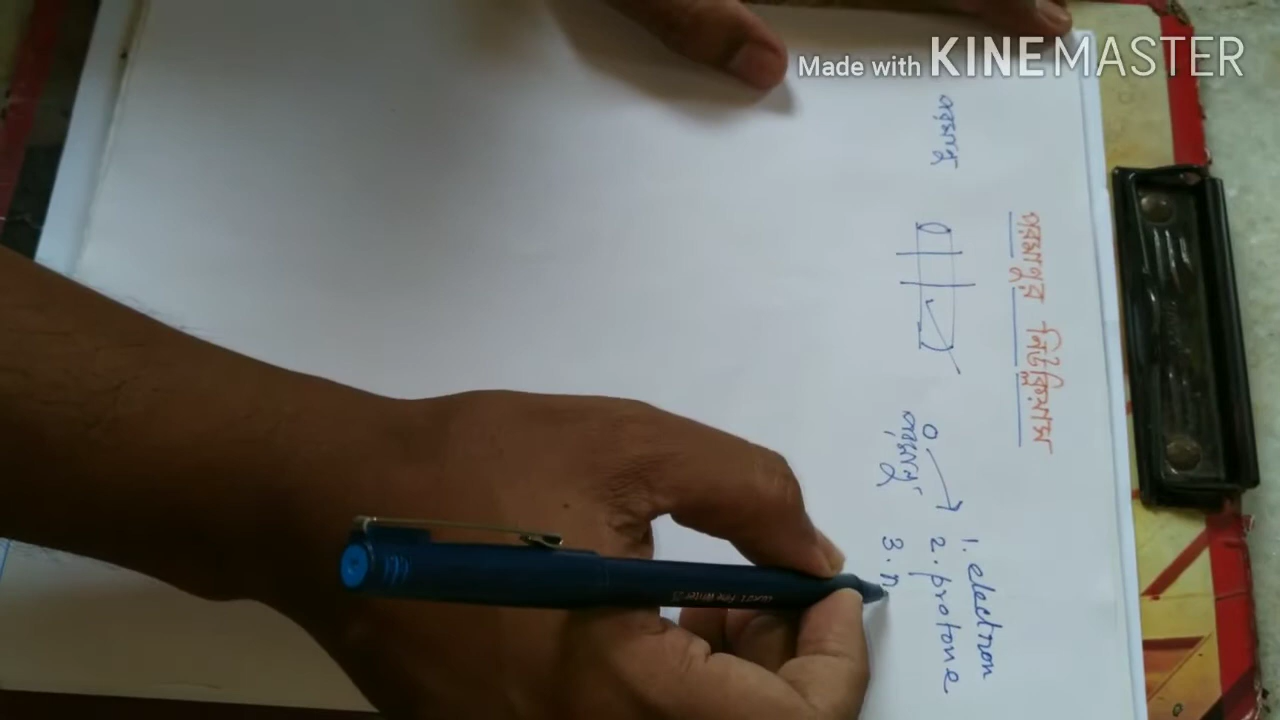 Made with KINEMASTER
পরমাণুর নিউক্লিয়াস
পরমাণু
পরমাণু
1. electron
2. protone
3. n